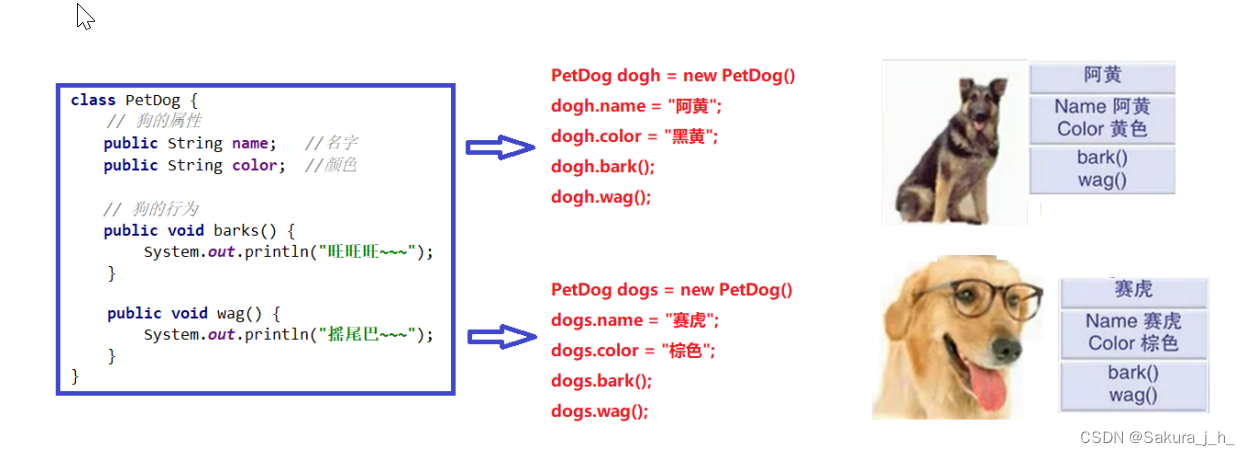 class PetDog {
// 狗的属性
public String name; //名字
public String color; //颜色
// 狗的行为
public void barks() {
System.out.println("旺旺旺~~~");
}
public void wag() {
System.out.println("摇尾巴~~~");
}
}
PetDog dogh = new PetDog()
dogh.name = "阿黄";
dogh.color = "黑黄";
dogh.bark();
dogh.wag();
阿黄
Name 阿黄
Color 黄色
bark()
wag()
PetDog dogs = new PetDog()
dogs.name = "赛虎";
dogs.color = "棕色";
dogs.bark();
dogs.wag();
赛虎
Name 赛虎
Color 棕色
bark()
wag()
CSDN @Sakura_j_h_